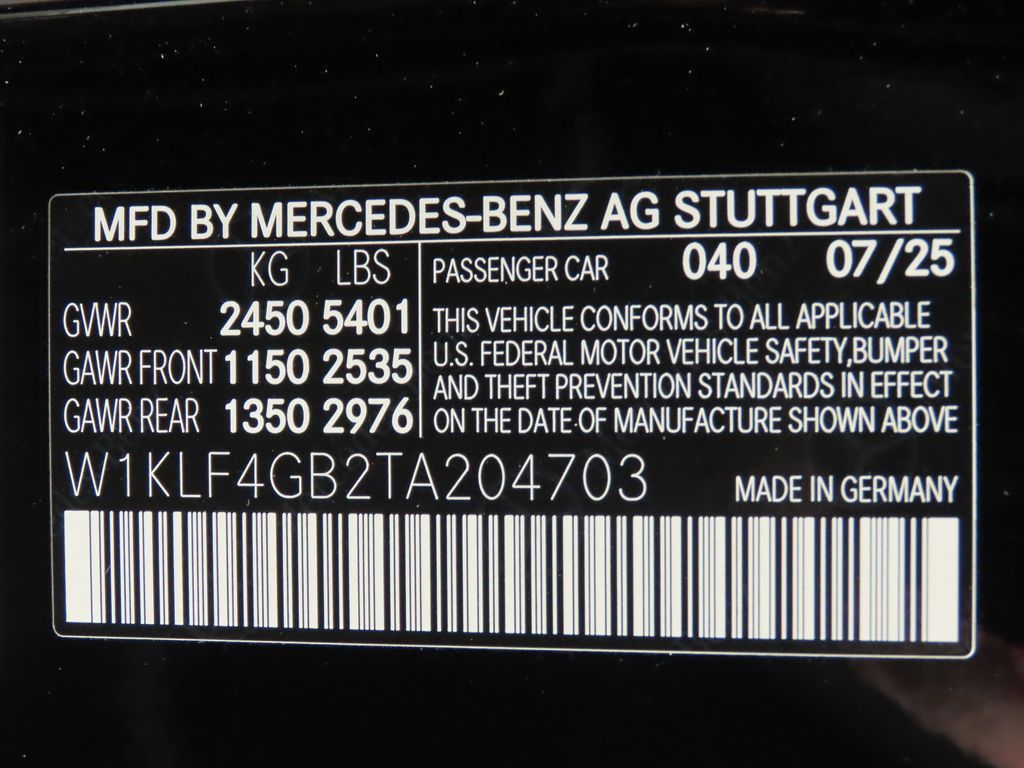 MFD BY MERCEDES-BENZ AG STUTTGART
KG LBS
GVWR 2450 5401
GAWR FRONT 1150 2535
GAWR REAR 1350 2976
PASSENGER CAR 040 07/25
THIS VEHICLE CONFORMS TO ALL APPLICABLE
U.S. FEDERAL MOTOR VEHICLE SAFETY,BUMPER
AND THEFT PREVENTION STANDARDS IN EFFECT
ON THE DATE OF MANUFACTURE SHOWN ABOVE
W1KLF4GB2TA204703
MADE IN GERMANY